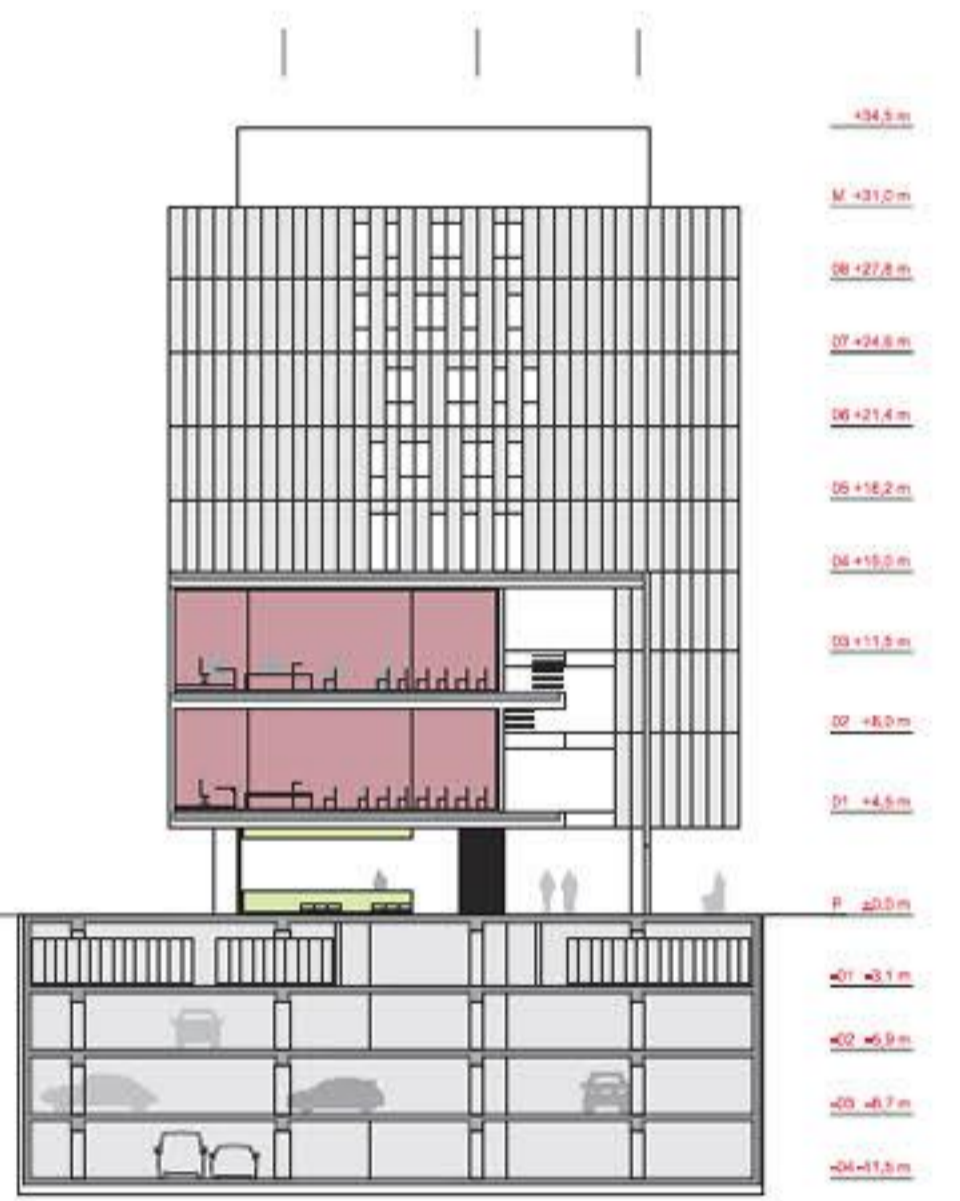 +34,5 m
M +31,0 m
08 +27,8 m
07 +24,6 m
06 +21,4 m
05 +18,2 m
04 +15,0 m
03 +11,5 m
02 +8,0 m
01 +4,5 m
P ±0,0 m
-01 -3,1 m
-02 -5,9 m
-03 -8,7 m
-04 -11,5 m